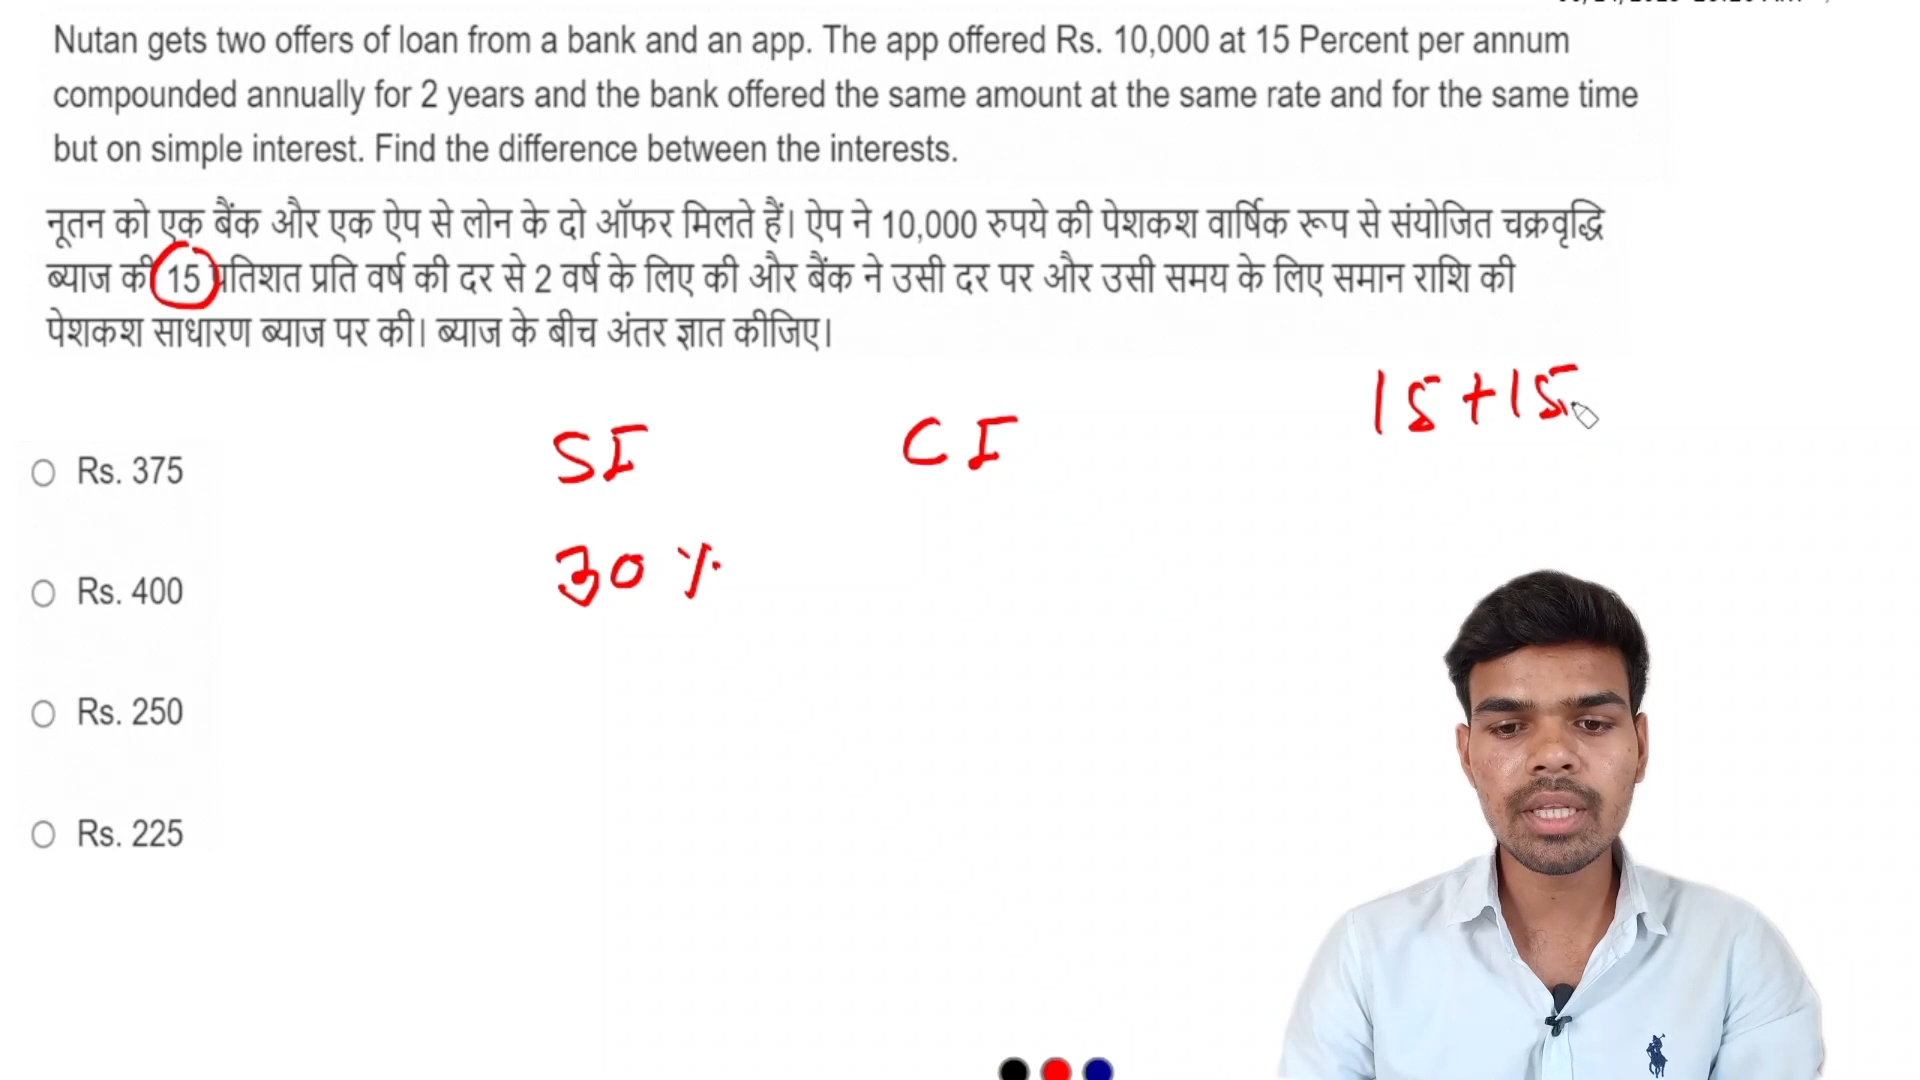 Nutan gets two offers of loan from a bank and an app. The app offered Rs. 10,000 at 15 Percent per annum
compounded annually for 2 years and the bank offered the same amount at the same rate and for the same time
but on simple interest. Find the difference between the interests.
नूतन को एक बैंक और एक ऐप से लोन के दो ऑफर मिलते हैं। ऐप ने 10,000 रुपये की पेशकश वार्षिक रूप से संयोजित चक्रवृद्धि
ब्याज की 15 प्रतिशत प्रति वर्ष की दर से 2 वर्ष के लिए की और बैंक ने उसी दर पर और उसी समय के लिए समान राशि की
पेशकश साधारण ब्याज पर की। ब्याज के बीच अंतर ज्ञात कीजिए।
15+15
SI CI
Rs. 375
30 %
Rs. 400
Rs. 250
Rs. 225